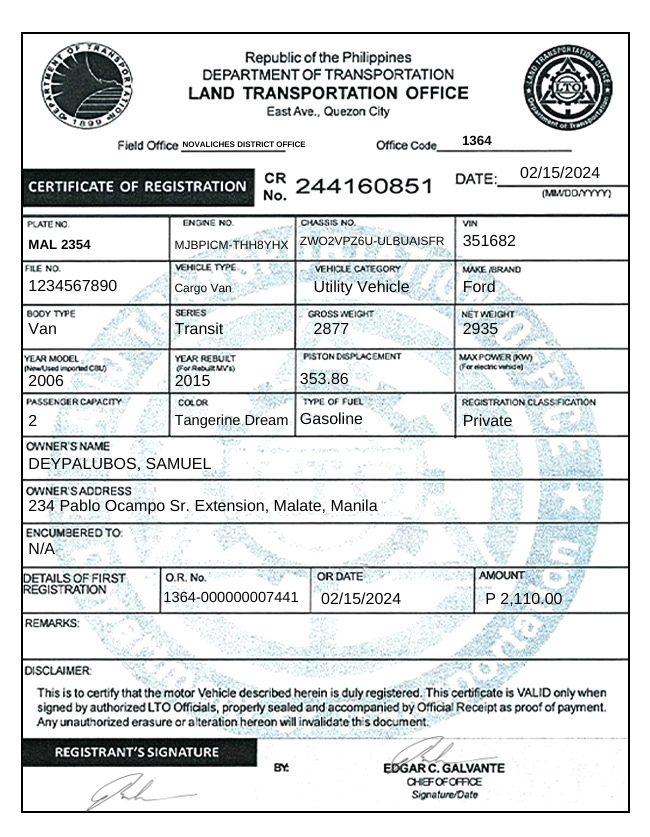 DEPARTMENT OF TRANSPORTATION
1899
Republic of the Philippines
DEPARTMENT OF TRANSPORTATION
LAND TRANSPORTATION OFFICE
East Ave., Quezon City
LAND TRANSPORTATION OFFICE
LTO
Department of Transportation
Field Office NOVALICHES DISTRICT OFFICE Office Code 1364
CERTIFICATE OF REGISTRATION CR No. 244160851 DATE: 02/15/2024
(MM/DD/YYYY)
PLATE NO. ENGINE NO. CHASSIS NO. VIN
MAL 2354 MJBPICM-THH8YHX ZWO2VPZ6U-ULBUAISFR 351682
FILE NO. VEHICLE TYPE VEHICLE CATEGORY MAKE /BRAND
1234567890 Cargo Van Utility Vehicle Ford
BODY TYPE SERIES GROSS WEIGHT NET WEIGHT
Van Transit 2877 2935
YEAR MODEL YEAR REBUILT PISTON DISPLACEMENT MAX POWER (KW)
(New/Used imported CBU) (For Rebuilt MV's) (For electric vehicle)
2006 2015 353.86
PASSENGER CAPACITY COLOR TYPE OF FUEL REGISTRATION CLASSIFICATION
2 Tangerine Dream Gasoline Private
OWNER'S NAME
DEYPALUBOS, SAMUEL
OWNER'S ADDRESS
234 Pablo Ocampo Sr. Extension, Malate, Manila
ENCUMBERED TO:
N/A
DETAILS OF FIRST REGISTRATION O.R. No. OR DATE AMOUNT
1364-000000007441 02/15/2024 P 2,110.00
REMARKS:
DISCLAIMER:
This is to certify that the motor Vehicle described herein is duly registered. This certificate is VALID only when
signed by authorized LTO Officials, properly sealed and accompanied by Official Receipt as proof of payment.
Any unauthorized erasure or alteration hereon will invalidate this document.
REGISTRANT'S SIGNATURE
BY: EDGAR C. GALVANTE
CHIEF OF OFFICE
Signature/Date